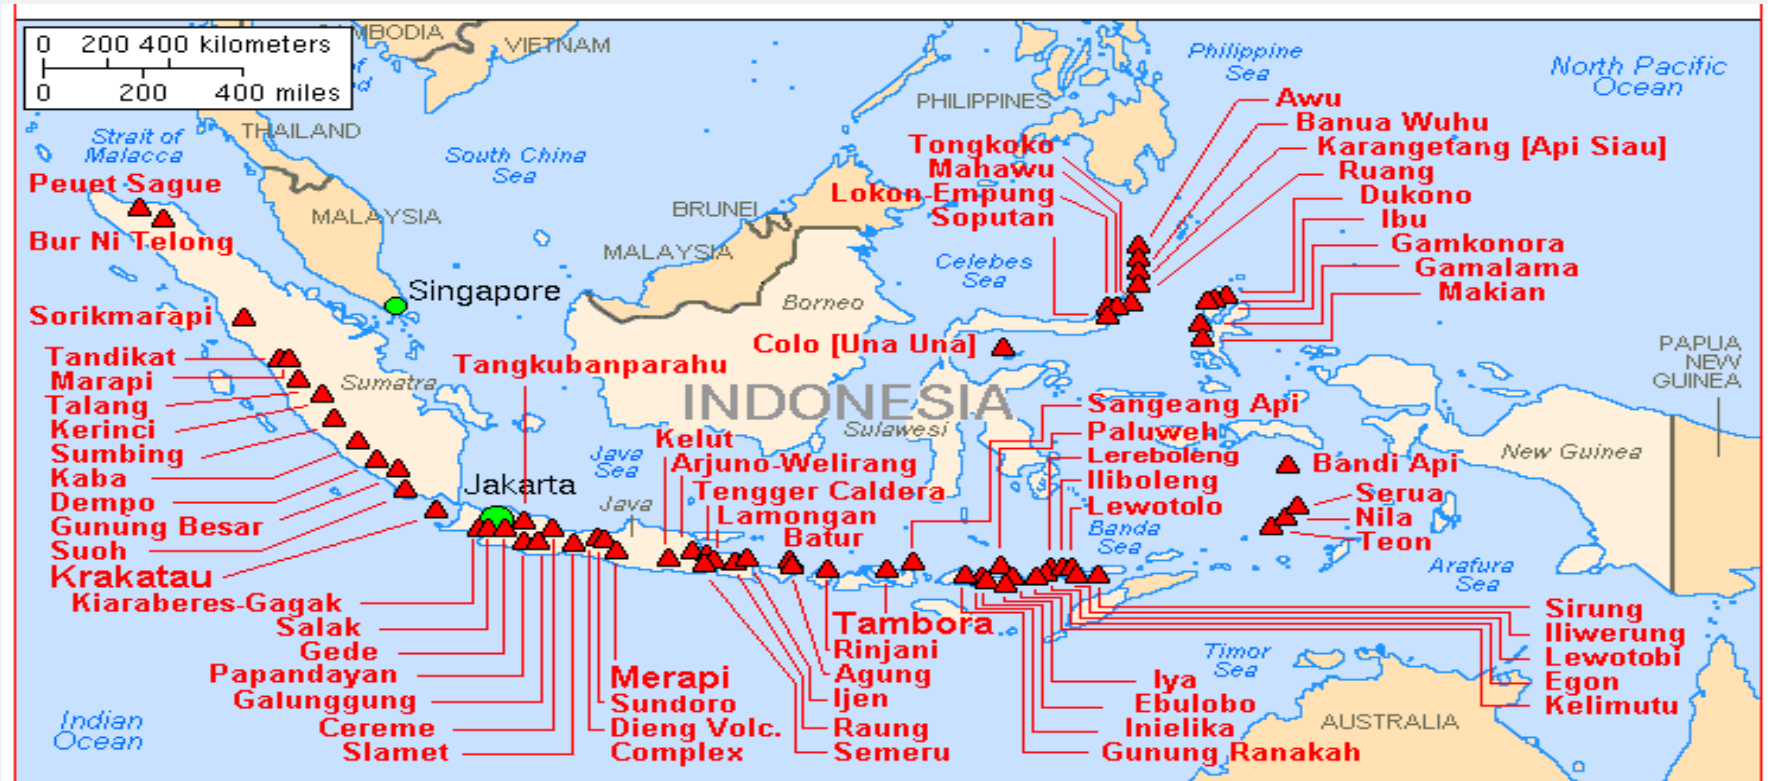 0 200 400 kilometers
0 200 400 miles
VIETNAM
THAILAND
Strait of
Malacca
South China
Sea
PHILIPPINES
Philippine
Sea
North Pacific
Ocean
Peuet Sague
Bur Ni Telong
MALAYSIA
Singapore
BRUNEI
MALAYSIA
Borneo
Celebes
Sea
Tongkoko
Mahawu
Lokon-Empung
Soputan
Awu
Banua Wuhu
Karangetang [Api Siau]
Ruang
Dukono
Ibu
Gamkonora
Gamalama
Makian
Colo [Una Una]
INDONESIA
Sulawesi
PAPUA
NEW
GUINEA
New Guinea
Sorikmarapi
Tandikat
Marapi
Talang
Kerinci
Sumbing
Kaba
Dempo
Gunung Besar
Suoh
Krakatau
Sumatra
Tangkubanparahu
Jakarta
Java
Sea
Java
Kelut
Arjuno-Welirang
Tengger Caldera
Lamongan
Batur
Sangeang Api
Paluweh
Lereboleng
Iliboleng
Lewotolo
Banda
Sea
Bandi Api
Serua
Nila
Teon
Arafura
Sea
Kiaraberes-Gagak
Salak
Gede
Papandayan
Galunggung
Cereme
Slamet
Merapi
Sundoro
Dieng Volc.
Complex
Tambora
Rinjani
Agung
Ijen
Raung
Semeru
Iya
Ebulobo
Inielika
Gunung Ranakah
Sirung
Iliwerung
Lewotobi
Egon
Kelimutu
Timor
Sea
AUSTRALIA
Indian
Ocean